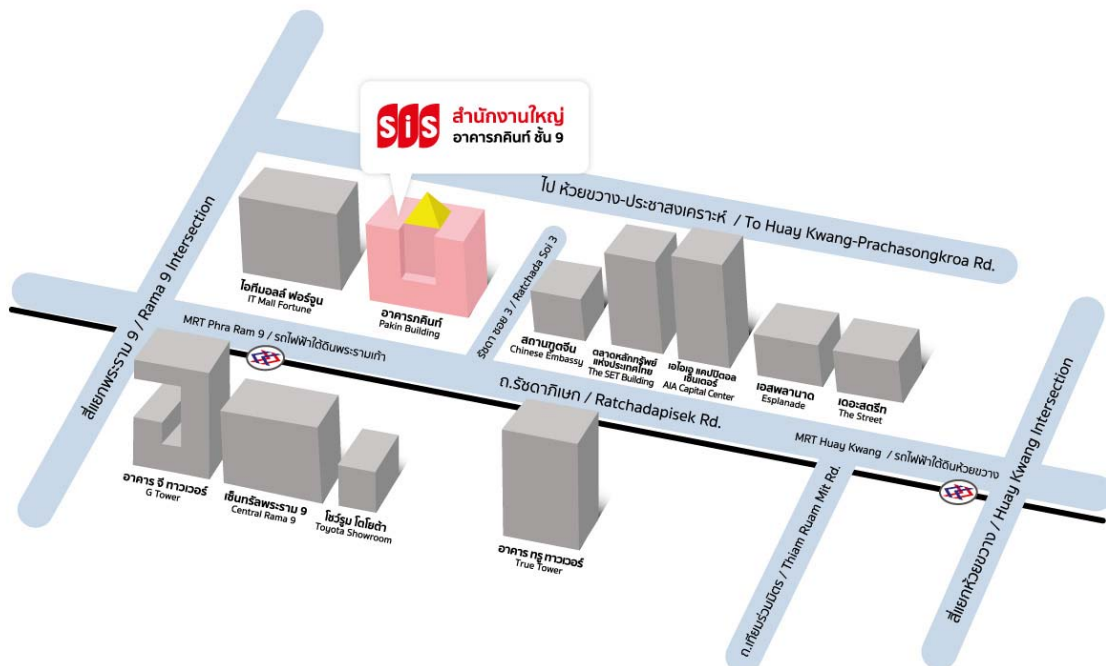 SiS
สำนักงานใหญ่
อาคารภคินท์ ชั้น 9
ไป ห้วยขวาง-ประชาสงเคราะห์ / To Huay Kwang-Prachasongkroa Rd.
สี่แยกพระราม 9 / Rama 9 Intersection
ไอทีมอลล์ ฟอร์จูน
IT Mall Fortune
อาคารภคินท์
Pakin Building
รัชดา ซอย 3 / Ratchada Soi 3
สถานทูตจีน
Chinese Embassy
ตลาดหลักทรัพย์
แห่งประเทศไทย
The SET Building
เอไอเอ แคปปิตอล
เซ็นเตอร์
AIA Capital Center
เอสพลานาด
Esplanade
เดอะสตรีท
The Street
MRT Phra Ram 9 / รถไฟฟ้าใต้ดินพระรามเก้า
ถ.รัชดาภิเษก / Ratchadapisek Rd.
MRT Huay Kwang / รถไฟฟ้าใต้ดินห้วยขวาง
อาคาร จี ทาวเวอร์
G Tower
เซ็นทรัลพระราม 9
Central Rama 9
โชว์รูม โตโยต้า
Toyota Showroom
อาคาร ทรู ทาวเวอร์
True Tower
ถ.เทียมร่วมมิตร / Thiam Ruam Mit Rd.
สี่แยกห้วยขวาง / Huay Kwang Intersection